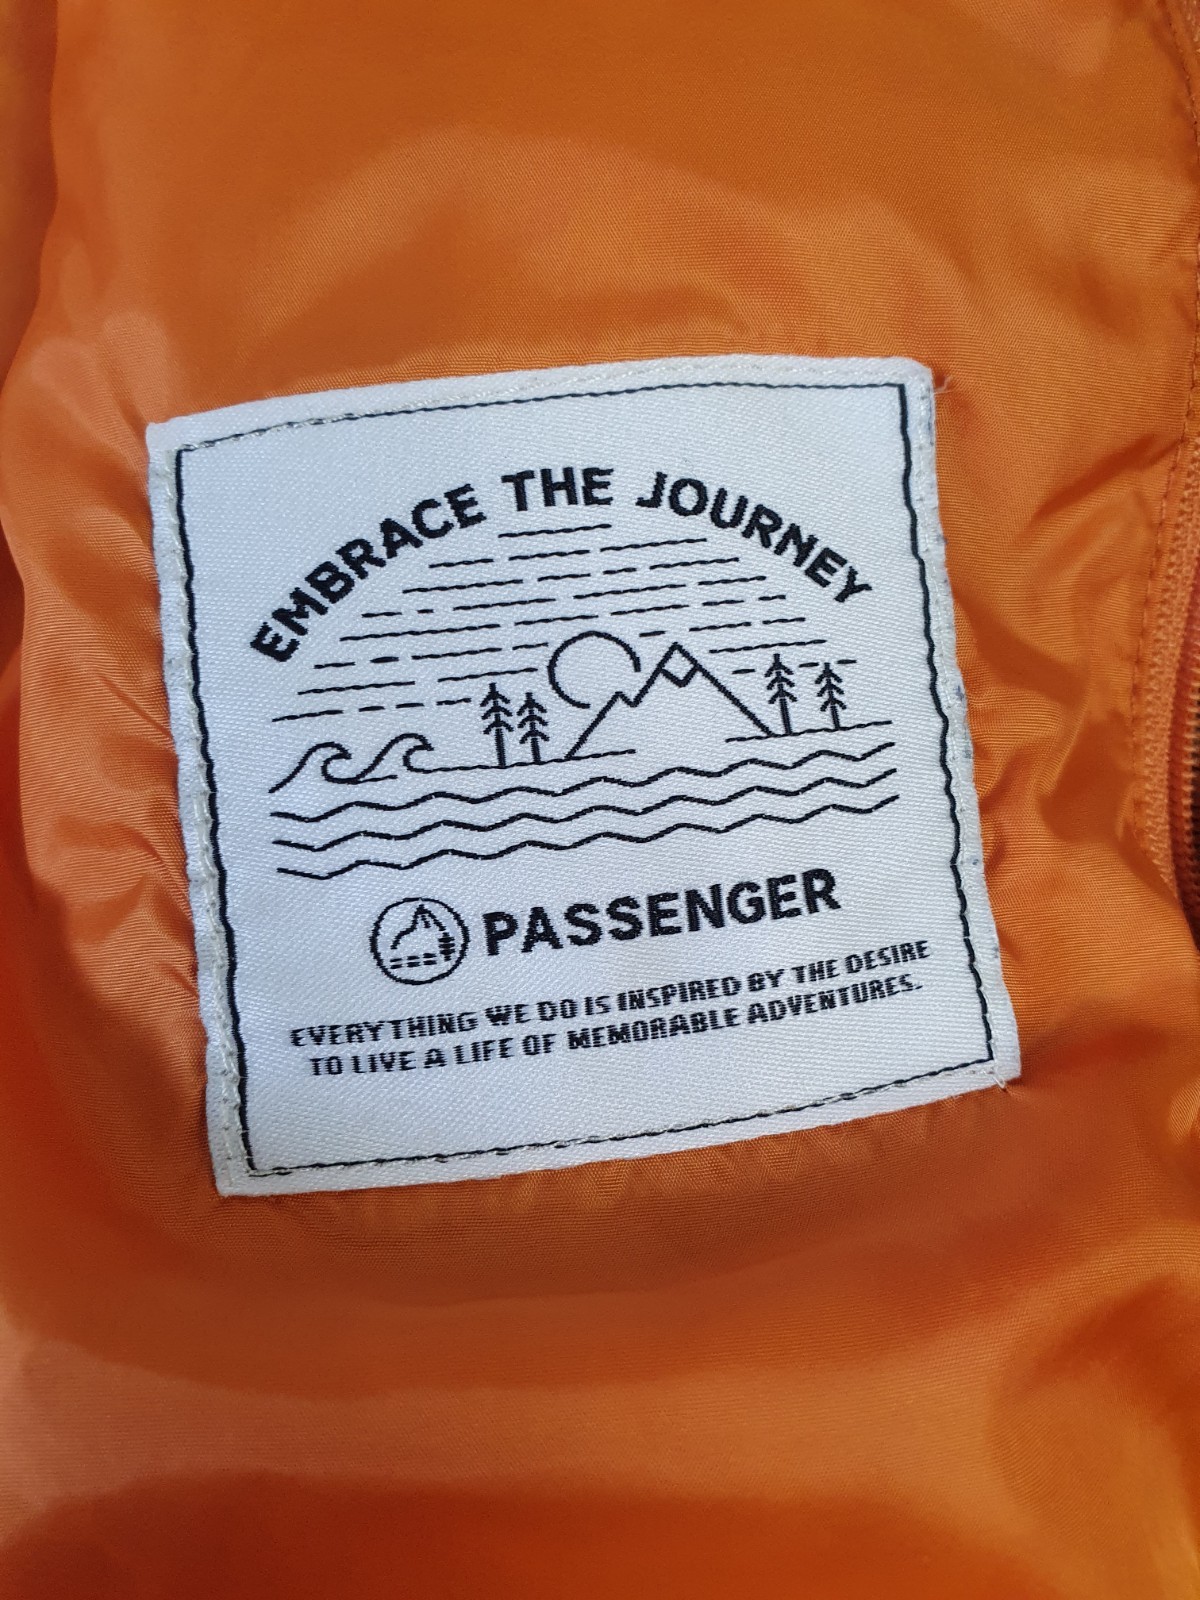 EMBRACE THE JOURNEY
PASSENGER
EVERYTHING WE DO IS INSPIRED BY THE DESIRE
TO LIVE A LIFE OF MEMORABLE ADVENTURES.